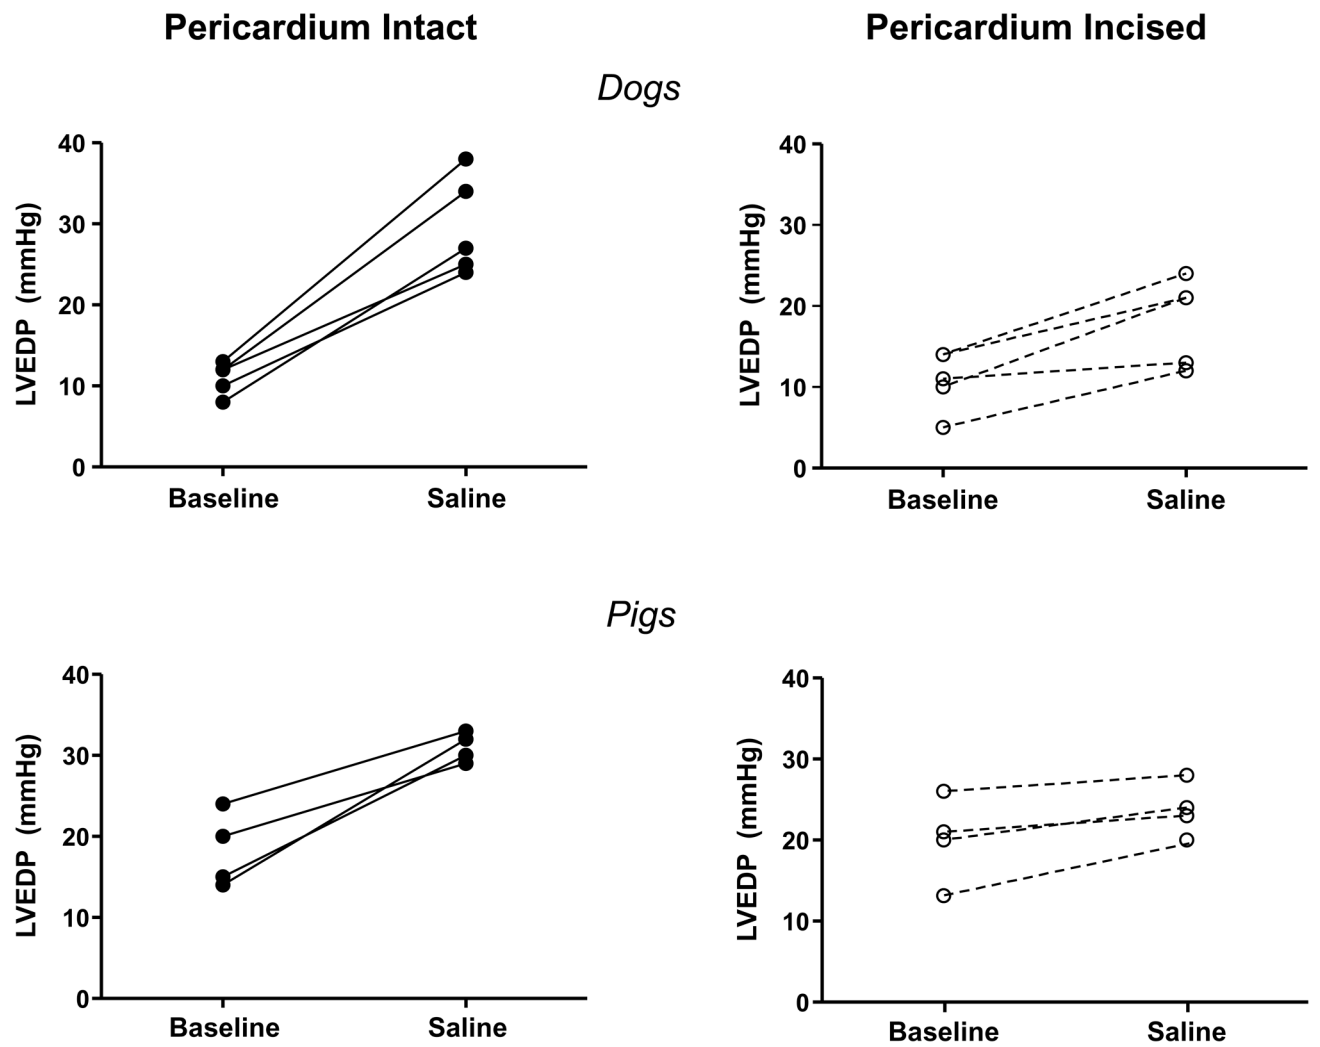 Pericardium Intact
Pericardium Incised
Dogs
40
30
20
10
0
LVEDP (mmHg)
Baseline
Saline
40
30
20
10
0
LVEDP (mmHg)
Baseline
Saline
Pigs
40
30
20
10
0
LVEDP (mmHg)
Baseline
Saline
40
30
20
10
0
LVEDP (mmHg)
Baseline
Saline